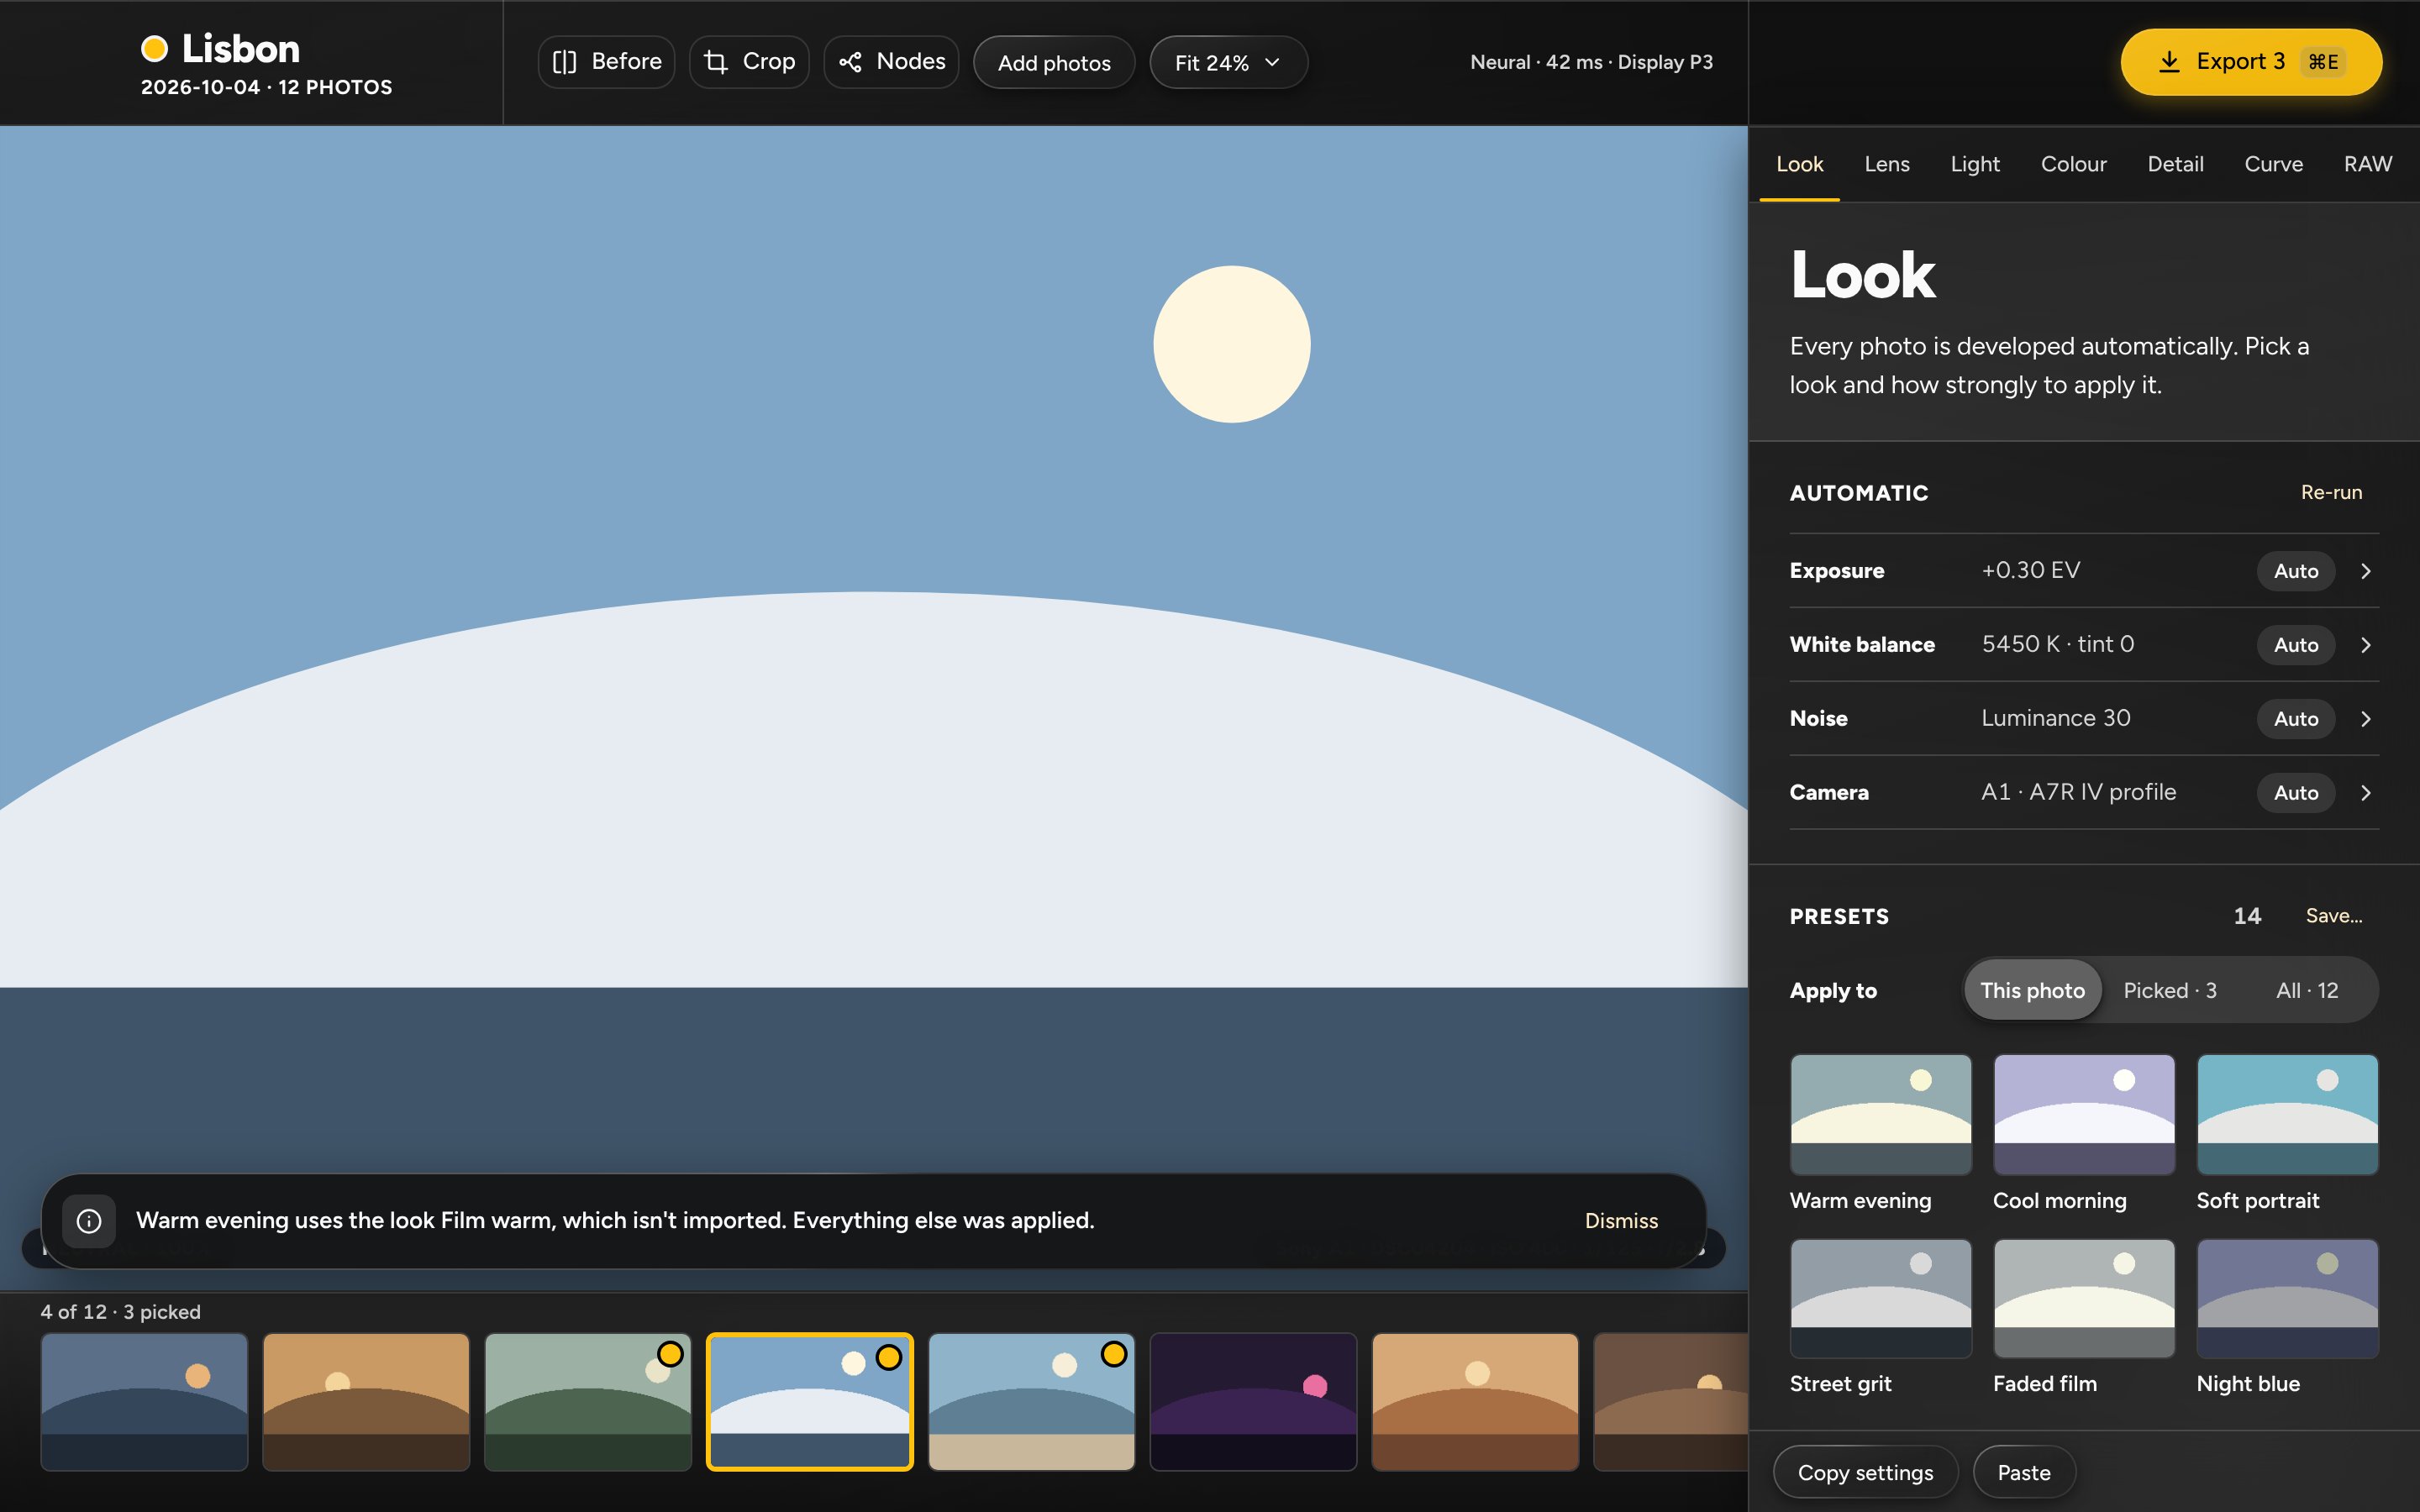 Lisbon
2026-10-04 · 12 PHOTOS
Before
Crop
Nodes
Add photos
Fit 24%
Neural · 42 ms · Display P3
Export 3 ⌘E
Look
Lens
Light
Colour
Detail
Curve
RAW
Look
Every photo is developed automatically. Pick a
look and how strongly to apply it.
AUTOMATIC
Re-run
Exposure +0.30 EV Auto
White balance 5450 K · tint 0 Auto
Noise Luminance 30 Auto
Camera A1 · A7R IV profile Auto
PRESETS 14 Save...
Apply to This photo Picked · 3 All · 12
Warm evening
Cool morning
Soft portrait
Street grit
Faded film
Night blue
Copy settings
Paste
Warm evening uses the look Film warm, which isn't imported. Everything else was applied.
Dismiss
4 of 12 · 3 picked